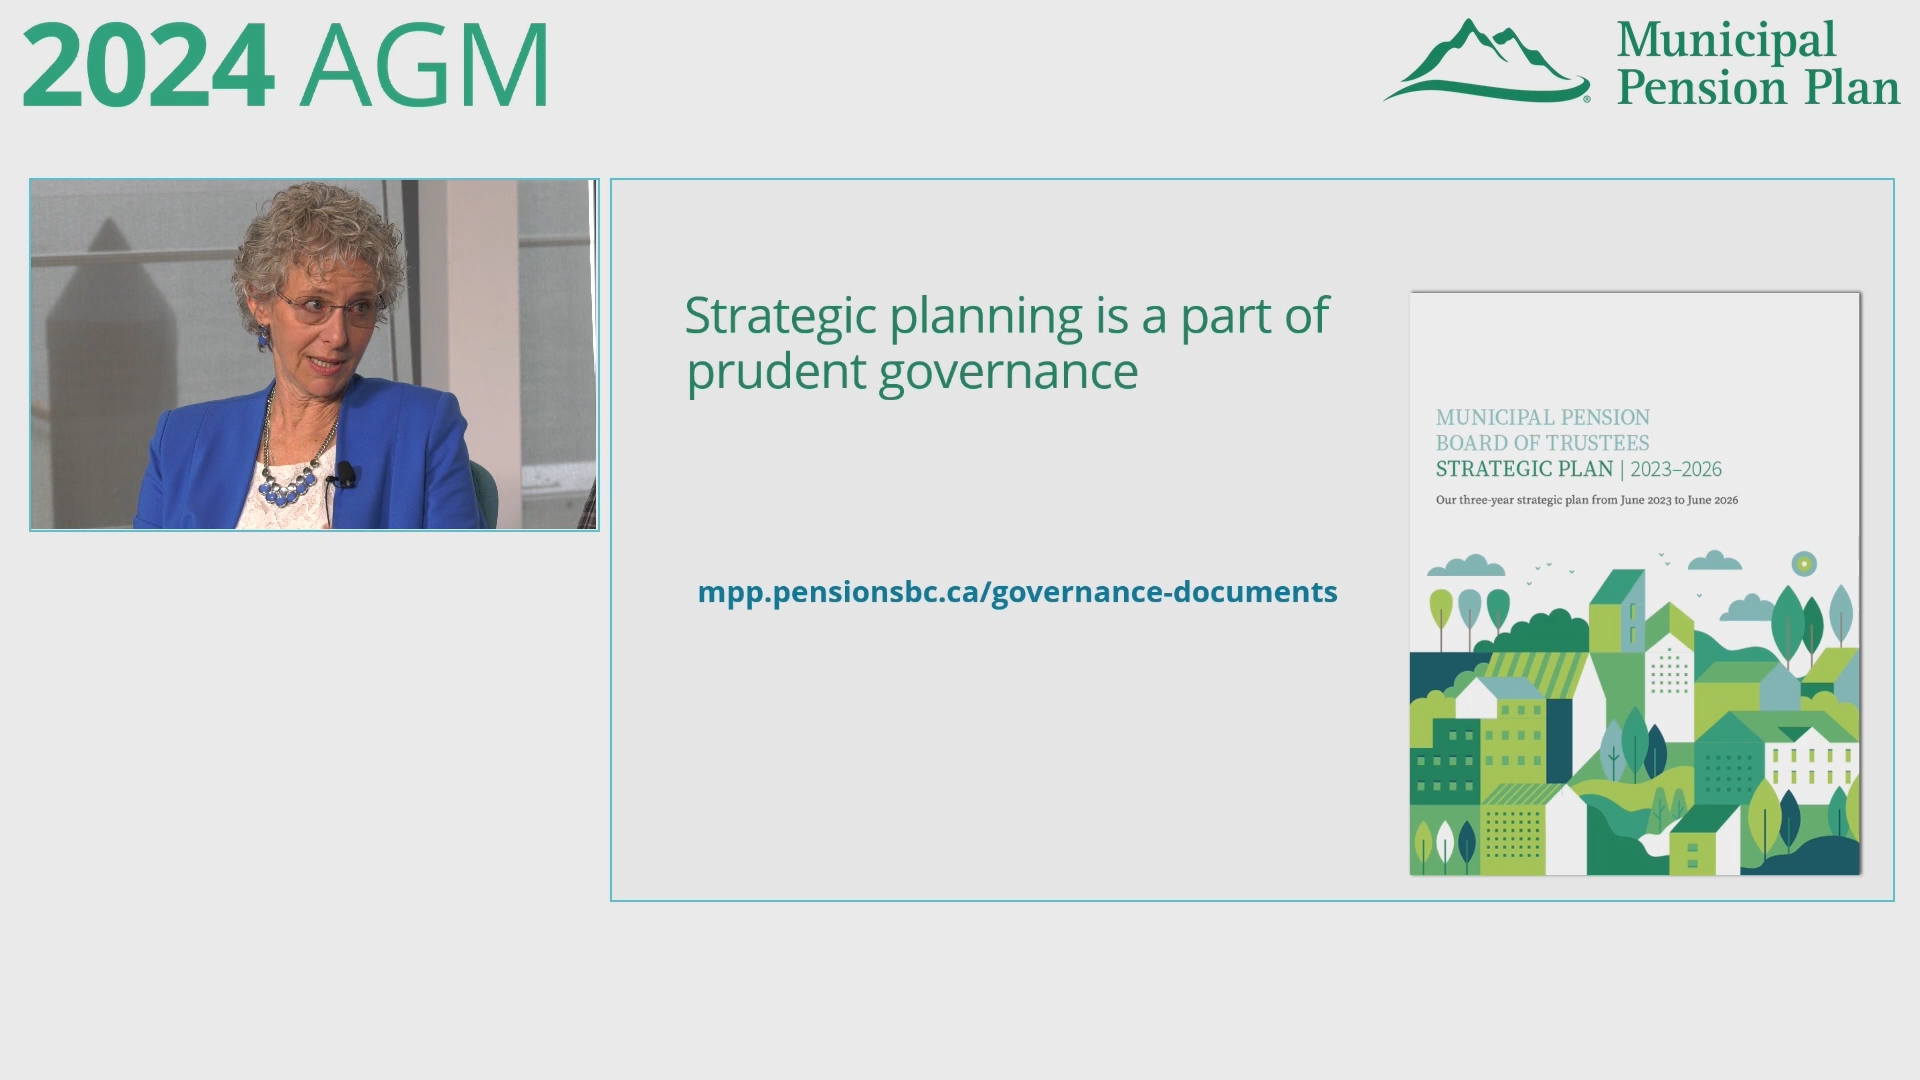 2024 AGM
Municipal
Pension Plan
®
Strategic planning is a part of
prudent governance
mpp.pensionsbc.ca/governance-documents
MUNICIPAL PENSION
BOARD OF TRUSTEES
STRATEGIC PLAN | 2023–2026
Our three-year strategic plan from June 2023 to June 2026